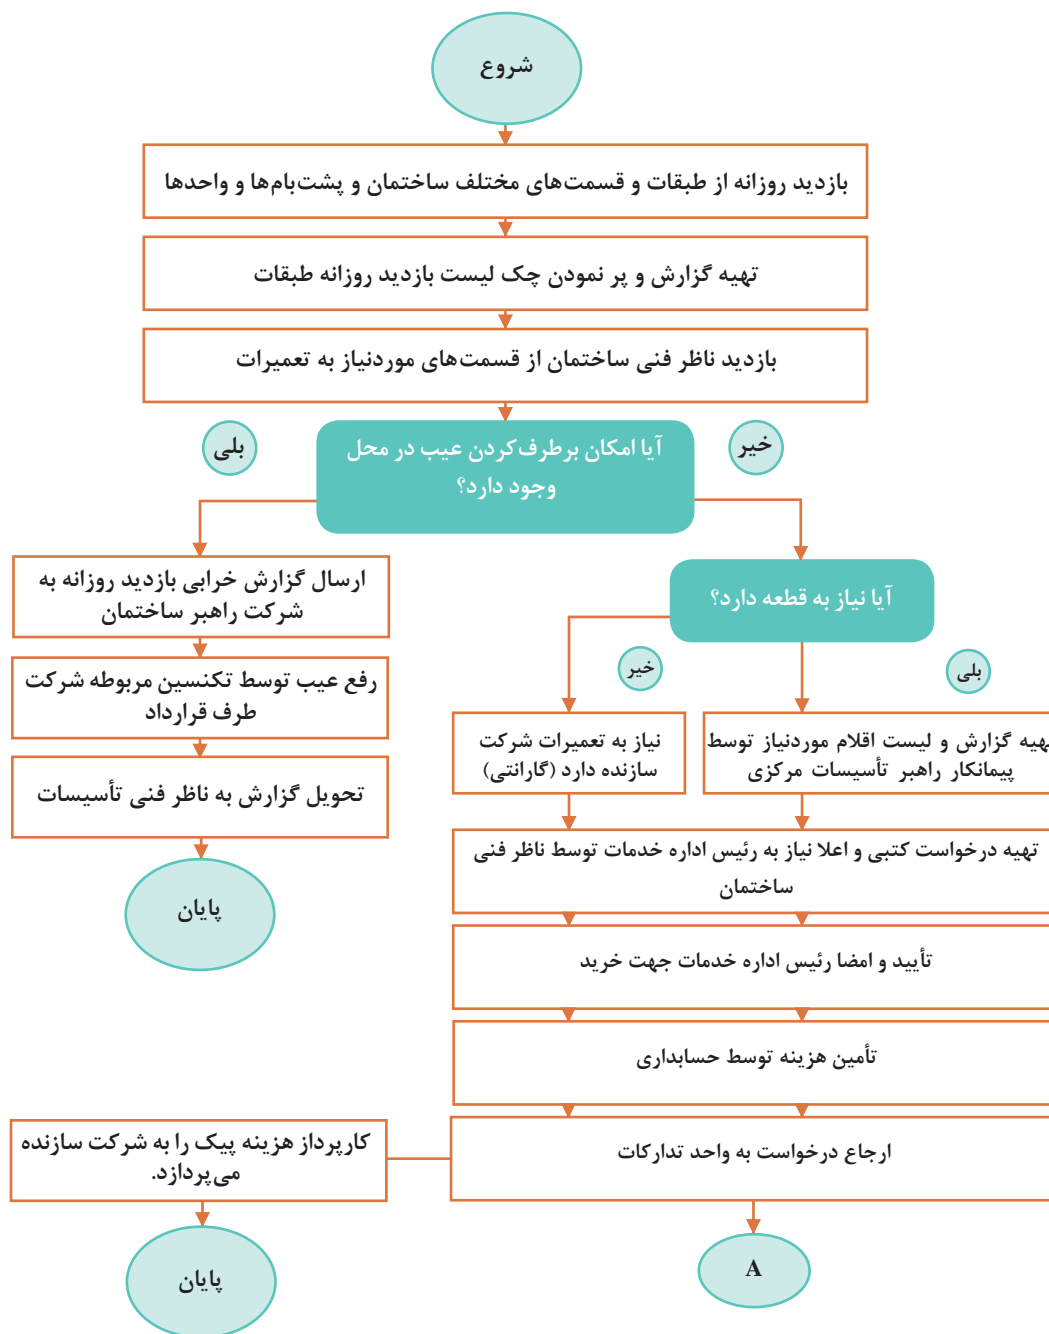 شروع
بازدید روزانه از طبقات و قسمت‌های مختلف ساختمان و پشت‌بام‌ها و واحدها
تهیه گزارش و پر نمودن چک لیست بازدید روزانه طبقات
بازدید ناظر فنی ساختمان از قسمت‌های موردنیاز به تعمیرات
خیر
آیا امکان برطرف‌کردن عیب در محل
وجود دارد؟
بلی
ارسال گزارش خرابی بازدید روزانه به
شرکت راهبر ساختمان
رفع عیب توسط تکنسین مربوطه شرکت
طرف قرارداد
تحویل گزارش به ناظر فنی تأسیسات
پایان
آیا نیاز به قطعه دارد؟
بلی
خیر
هیه گزارش و لیست اقلام موردنیاز توسط
پیمانکار راهبر تأسیسات مرکزی
نیاز به تعمیرات شرکت
سازنده دارد (گارانتی)
تهیه درخواست کتبی و اعلا نیاز به رئیس اداره خدمات توسط ناظر فنی
ساختمان
تأیید و امضا رئیس اداره خدمات جهت خرید
تأمین هزینه توسط حسابداری
ارجاع درخواست به واحد تدارکات
کارپرداز هزینه پیک را به شرکت سازنده
می‌پردازد.
A
پایان